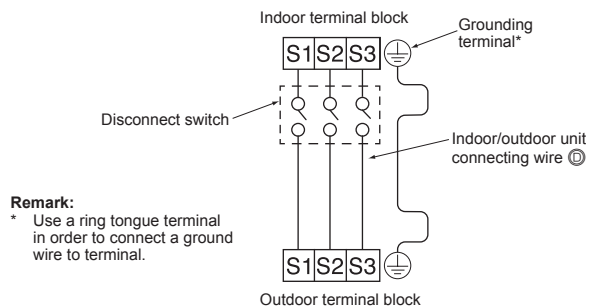 Indoor terminal block
Grounding
terminal*
S1 S2 S3
Disconnect switch
Indoor/outdoor unit
connecting wire Ⓓ
Remark:
* Use a ring tongue terminal
in order to connect a ground
wire to terminal.
S1 S2 S3
Outdoor terminal block